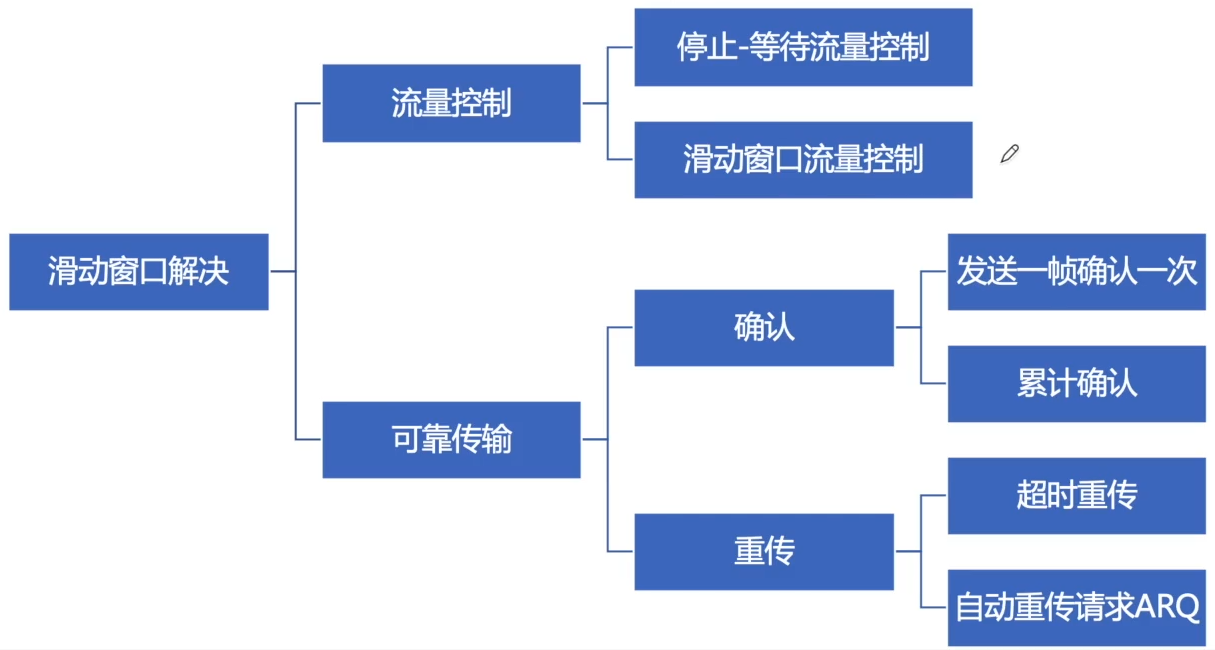 停止-等待流量控制
流量控制
滑动窗口流量控制
滑动窗口解决
发送一帧确认一次
确认
累计确认
可靠传输
超时重传
重传
自动重传请求ARQ